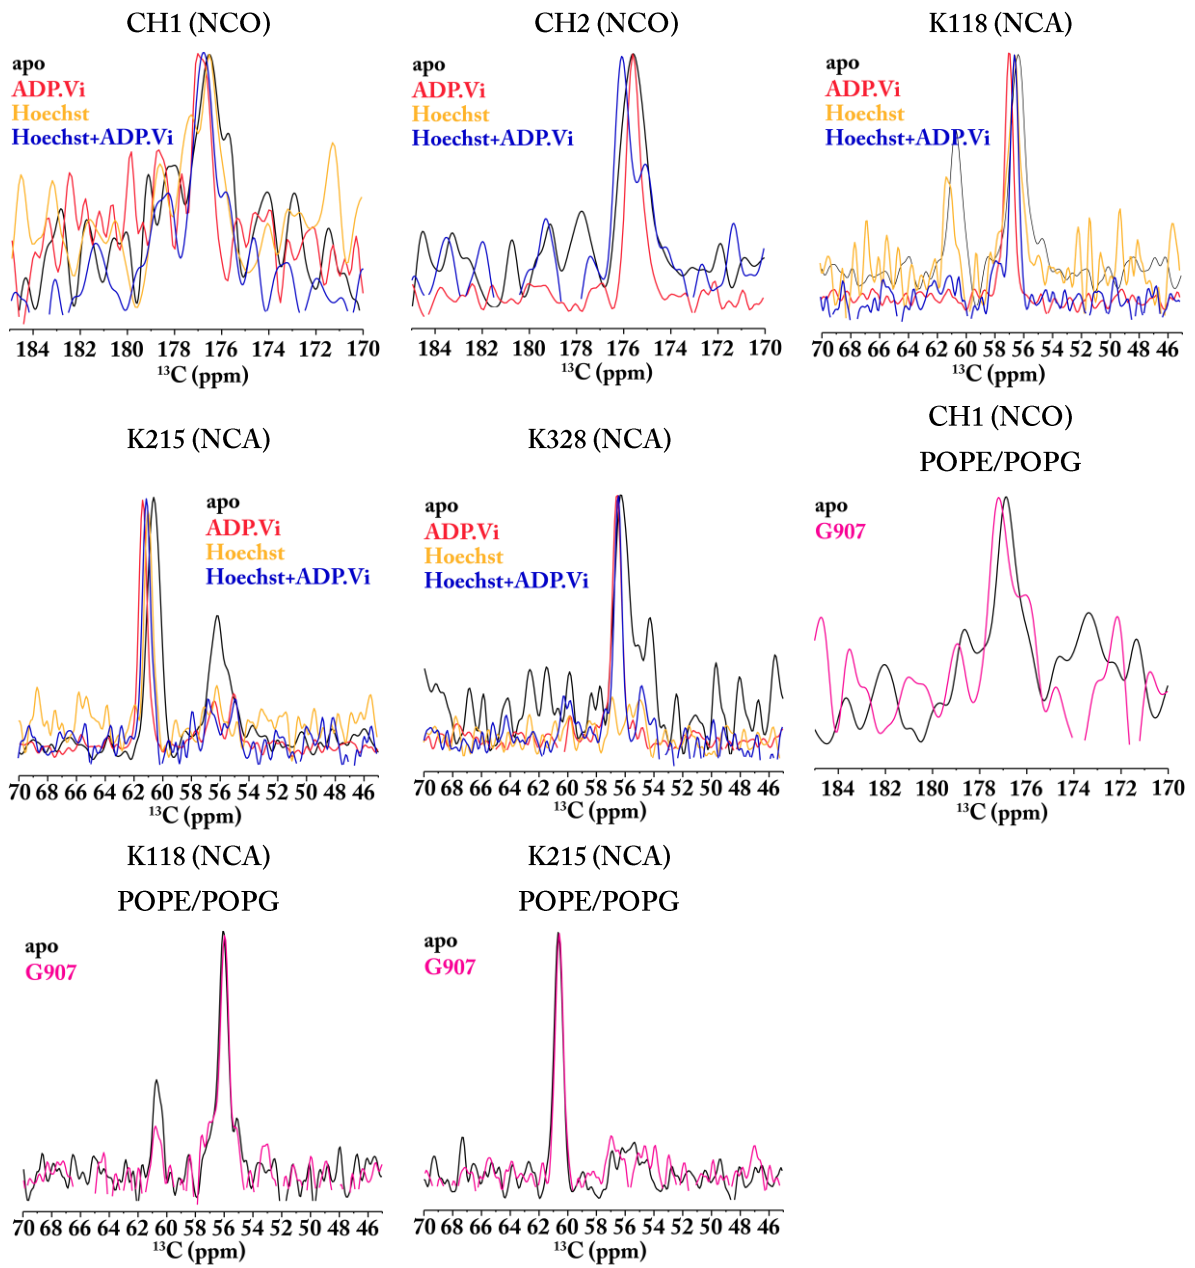 CH1 (NCO)
apo
ADP.Vi
Hoechst
Hoechst+ADP.Vi
184 182 180 178 176 174 172 170
13C (ppm)
CH2 (NCO)
apo
ADP.Vi
Hoechst
Hoechst+ADP.Vi
184 182 180 178 176 174 172 170
13C (ppm)
K118 (NCA)
apo
ADP.Vi
Hoechst
Hoechst+ADP.Vi
70 68 66 64 62 60 58 56 54 52 50 48 46
13C (ppm)
K215 (NCA)
apo
ADP.Vi
Hoechst
Hoechst+ADP.Vi
70 68 66 64 62 60 58 56 54 52 50 48 46
13C (ppm)
K328 (NCA)
apo
ADP.Vi
Hoechst
Hoechst+ADP.Vi
70 68 66 64 62 60 58 56 54 52 50 48 46
13C (ppm)
CH1 (NCO)
POPE/POPG
apo
G907
184 182 180 178 176 174 172 170
13C (ppm)
K118 (NCA)
POPE/POPG
apo
G907
70 68 66 64 62 60 58 56 54 52 50 48 46
13C (ppm)
K215 (NCA)
POPE/POPG
apo
G907
70 68 66 64 62 60 58 56 54 52 50 48 46
13C (ppm)